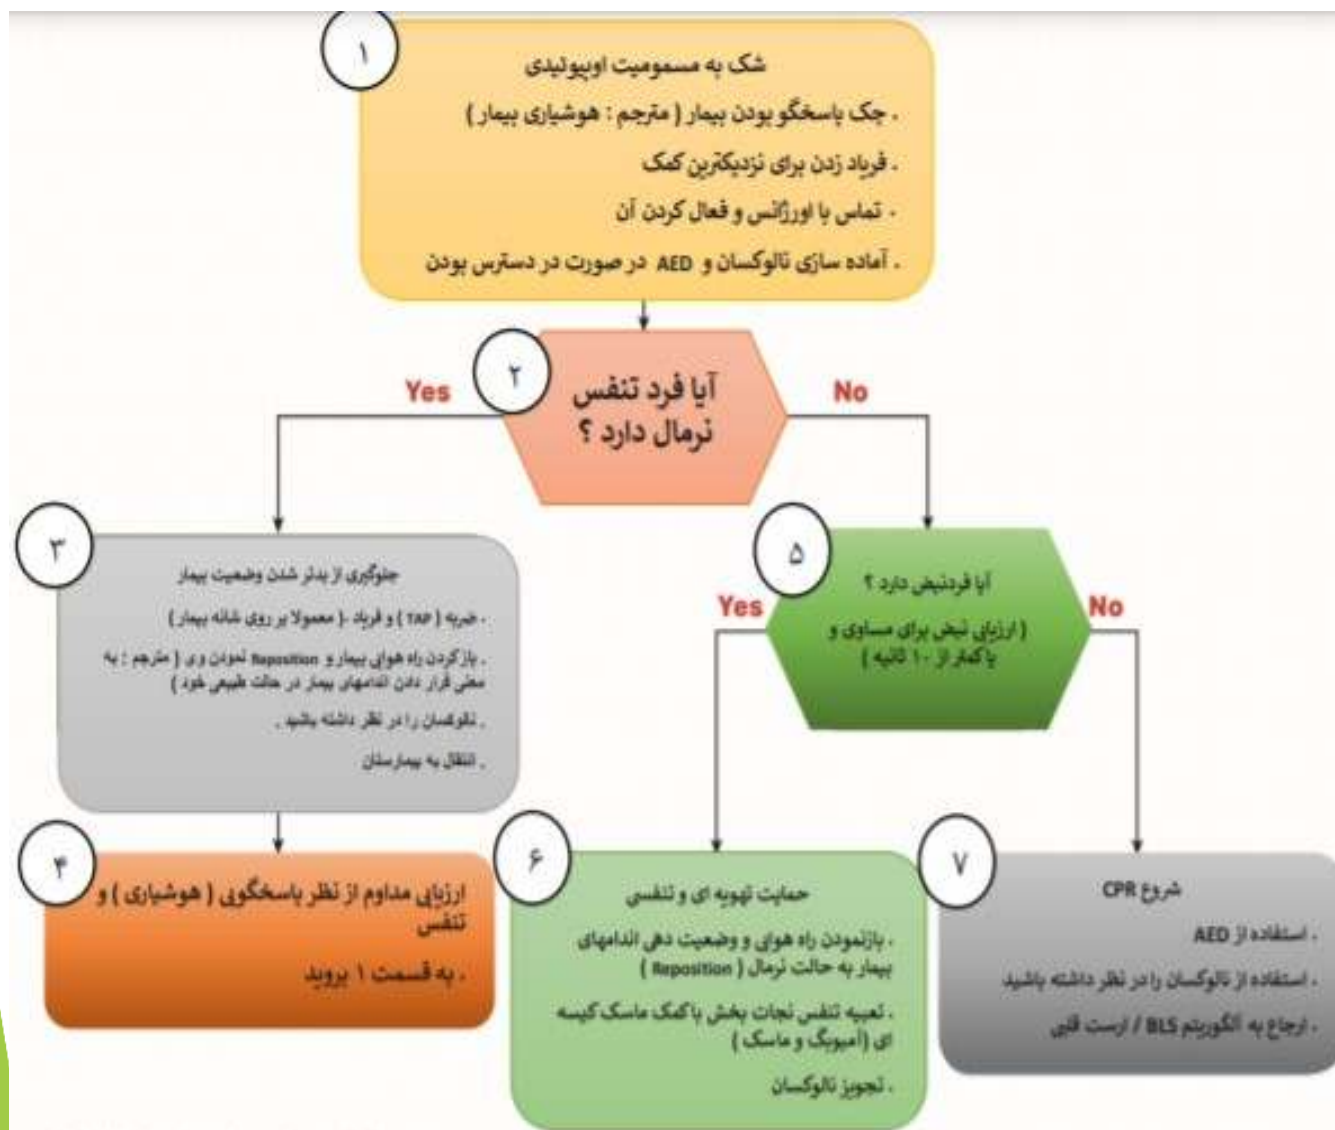 ۱
شک به مسمومیت اوپیوئیدی
. چک پاسخگو بودن بیمار ( مترجم : هوشیاری بیمار )
. فریاد زدن برای نزدیکترین کمک
. تماس با اورژانس و فعال کردن آن
. آماده سازی نالوکسان و AED در صورت در دسترس بودن
۲
آیا فرد تنفس
نرمال دارد ؟
Yes
No
۳
جلوگیری از بدتر شدن وضعیت بیمار
. ضربه ( TAP ) و فریاد .( معمولا بر روی شانه بیمار )
. بازکردن راه هوایی بیمار و Reposition نمودن وی ( مترجم : به
معنی قرار دادن اندامهای بیمار در حالت طبیعی خود )
. نالوکسان را در نظر داشته باشید .
. انتقال به بیمارستان
۴
ارزیابی مداوم از نظر پاسخگویی ( هوشیاری ) و
تنفس
. به قسمت ۱ بروید
۵
آیا فردنبض دارد ؟
( ارزیابی نبض برای مساوی و
یاکمتر از ۱۰ ثانیه )
Yes
No
۶
حمایت تهویه ای و تنفسی
. بازنمودن راه هوایی و وضعیت دهی اندامهای
بیمار به حالت نرمال ( Reposition )
. تعبیه تنفس نجات بخش باکمک ماسک کیسه
ای (آمبوبگ و ماسک )
. تجویز نالوکسان
۷
شروع CPR
. استفاده از AED
. استفاده از نالوکسان را در نظر داشته باشید
. ارجاع به الگوریتم BLS / ارست قلبی